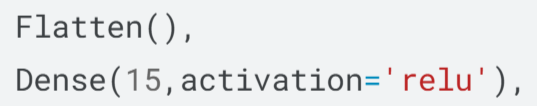 Flatten(),
Dense(15,activation='relu'),